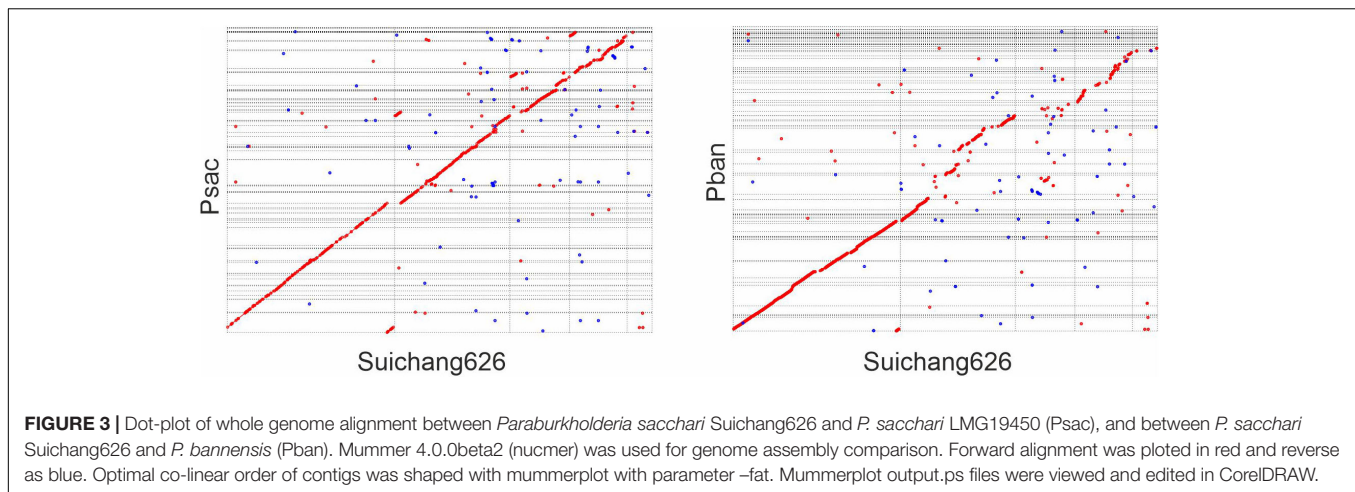 Psac
Suichang626
Pban
Suichang626
FIGURE 3 | Dot-plot of whole genome alignment between Paraburkholderia sacchari Suichang626 and P. sacchari LMG19450 (Psac), and between P. sacchari
Suichang626 and P. bannensis (Pban). Mummer 4.0.0beta2 (nucmer) was used for genome assembly comparison. Forward alignment was ploted in red and reverse
as blue. Optimal co-linear order of contigs was shaped with mummerplot with parameter –fat. Mummerplot output.ps files were viewed and edited in CorelDRAW.